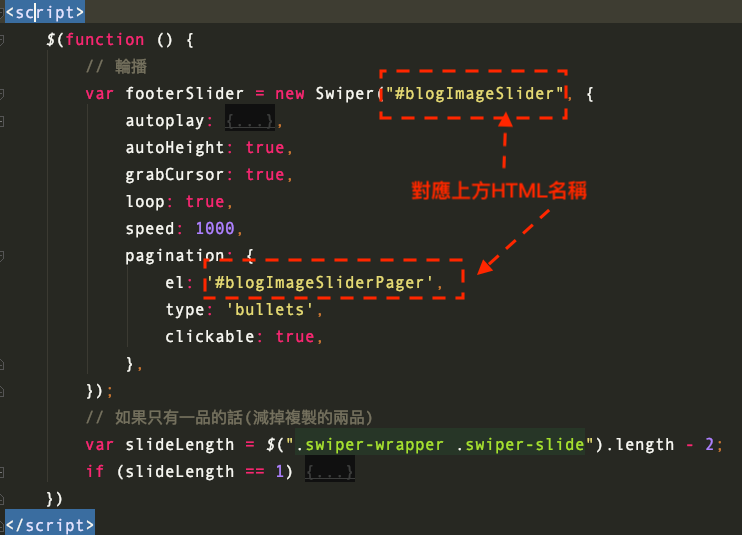 <script>
$(function () {
// 輪播
var footerSlider = new Swiper("#blogImageSlider", {
autoplay: {...},
autoHeight: true,
grabCursor: true,
loop: true,
對應上方HTML名稱
speed: 1000,
pagination: {
el: '#blogImageSliderPager',
type: 'bullets',
clickable: true,
},
});
// 如果只有一品的話(減掉複製的兩品)
var slideLength = $(".swiper-wrapper .swiper-slide").length - 2;
if (slideLength == 1) {...}
})
</script>